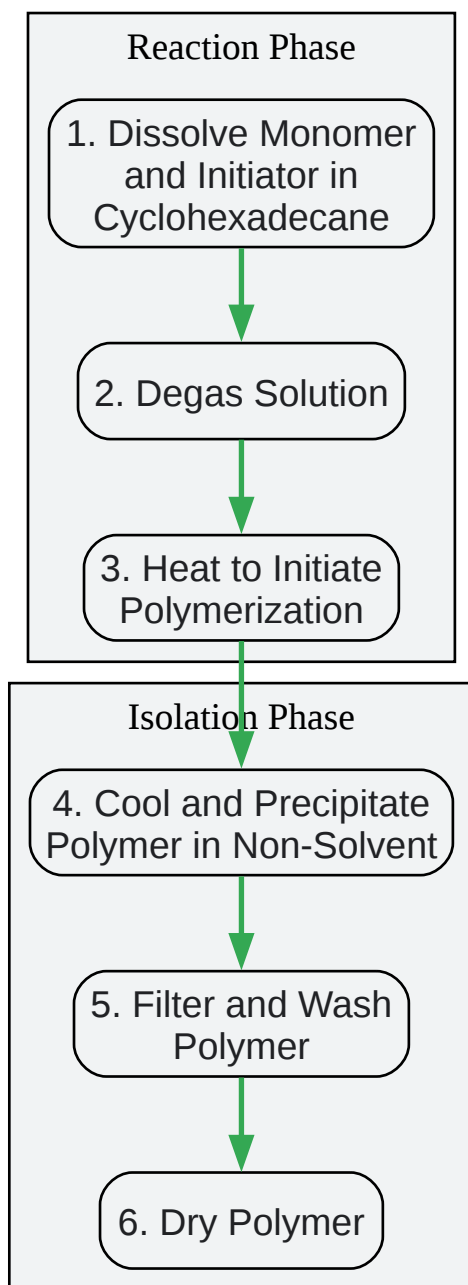 Reaction Phase
1. Dissolve Monomer
and Initiator in
Cyclohexadecane
2. Degas Solution
3. Heat to Initiate
Polymerization
Isolation Phase
4. Cool and Precipitate
Polymer in Non-Solvent
5. Filter and Wash
Polymer
6. Dry Polymer